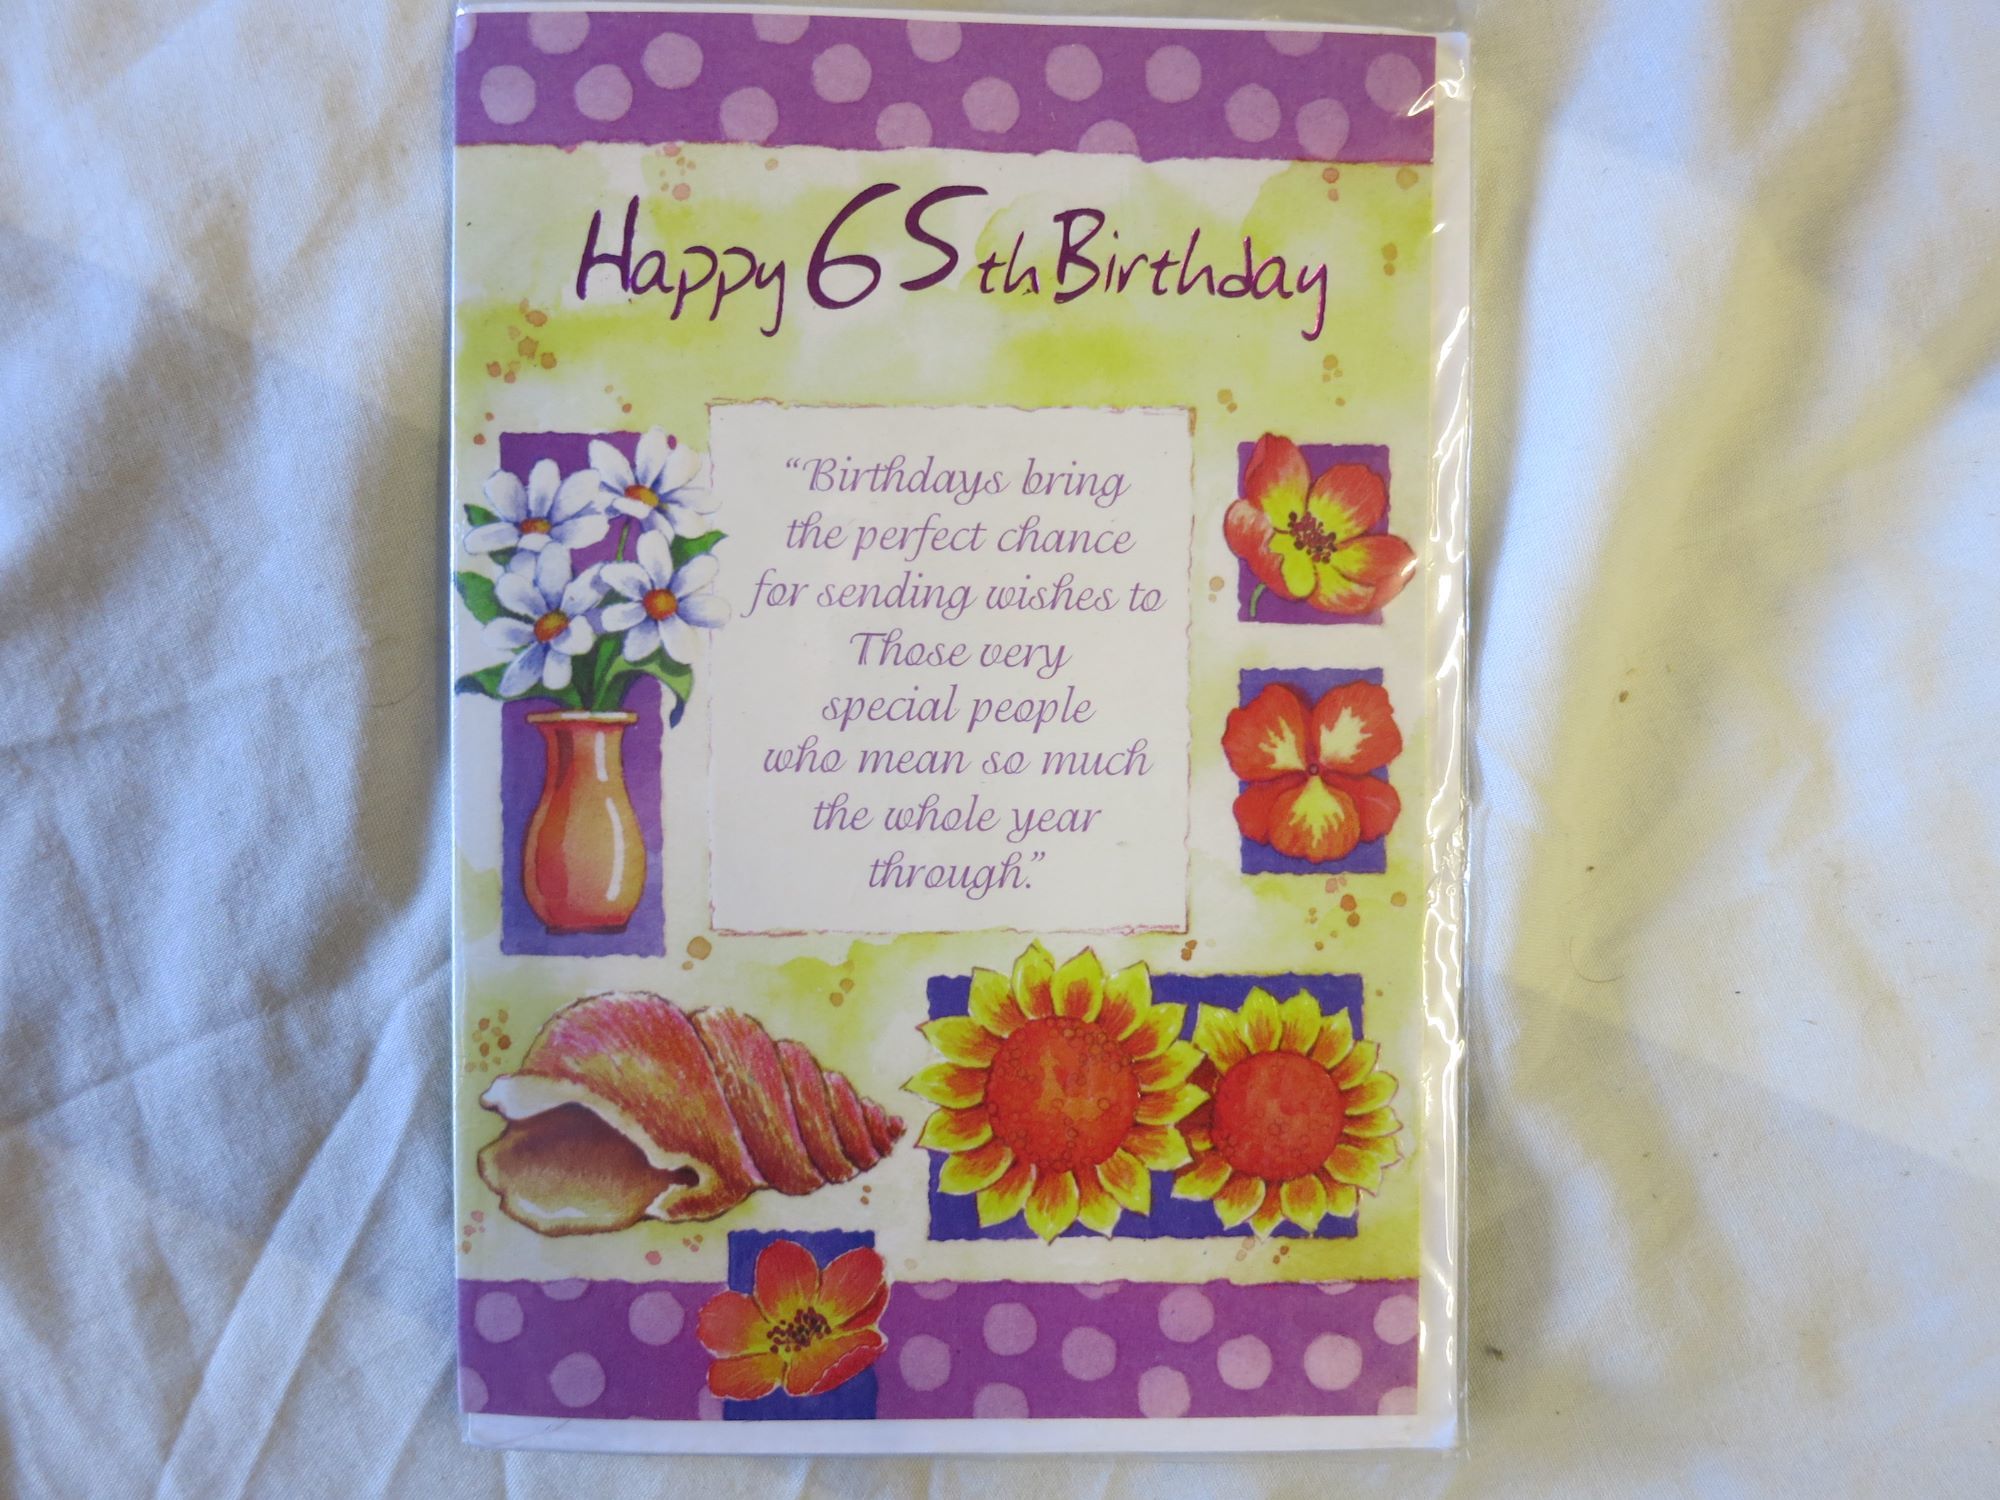 Happy 65th Birthday
“Birthdays bring
the perfect chance
for sending wishes to
Those very
special people
who mean so much
the whole year
through.”